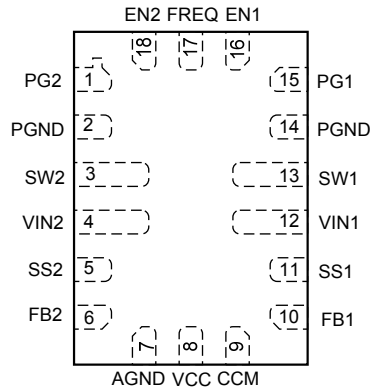 EN2 FREQ EN1
18 17 16
PG2 1 15 PG1
PGND 2 14 PGND
SW2 3 13 SW1
VIN2 4 12 VIN1
SS2 5 11 SS1
FB2 6 10 FB1
7 8 9
AGND VCC CCM